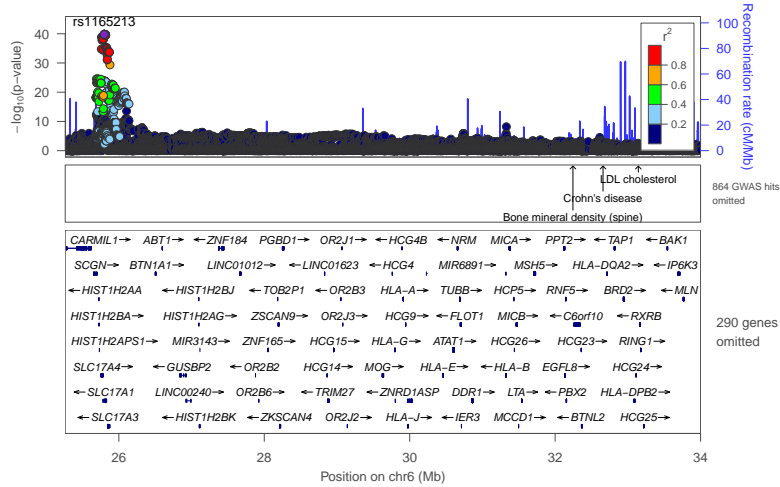 rs1165213
−log10(p−value)
40
30
20
10
0
100
80
60
40
20
0
Recombination rate (cM/Mb)
r2
0.8
0.6
0.4
0.2
LDL cholesterol
Crohn's disease
Bone mineral density (spine)
864 GWAS hits
omitted
CARMIL1→ ABT1→ ←ZNF184 PGBD1→ OR2J1→ ←HCG4B ←NRM MICA→ PPT2→ ←TAP1 ←BAK1
SCGN→ BTN1A1→ LINC01012→ LINC01623→ ←HCG4 MIR6891→ MSH5→ HLA−DQA2→ ←IP6K3
←HIST1H2AA ←HIST1H2BJ ←TOB2P1 ←OR2B3 HLA−A→ TUBB→ HCP5→ RNF5→ BRD2→ ←MLN
HIST1H2BA→ HIST1H2AG→ ZSCAN9→ OR2J3→ HCG9→ ←FLOT1 MICB→ ←C6orf10 ←RXRB
HIST1H2APS1→ MIR3143→ ZNF165→ HCG15→ ←HLA−G→ ATAT1→ ←HCG26→ HCG23→ RING1→
SLC17A4→ ←GUSBP2 ←OR2B2 HCG14→ MOG→ ←HLA−E→ ←HLA−B EGFL8→ HCG24→
←SLC17A1 LINC00240→ OR2B6→ ←TRIM27 ←ZNRD1ASP DDR1→ LTA→ ←PBX2 HLA−DPB2→
←SLC17A3 ←HIST1H2BK ←ZKSCAN4 ←OR2J2→ HLA−J→ ←IER3 MCCD1→ ←BTNL2 HCG25→
290 genes
omitted
26
28
30
32
34
Position on chr6 (Mb)